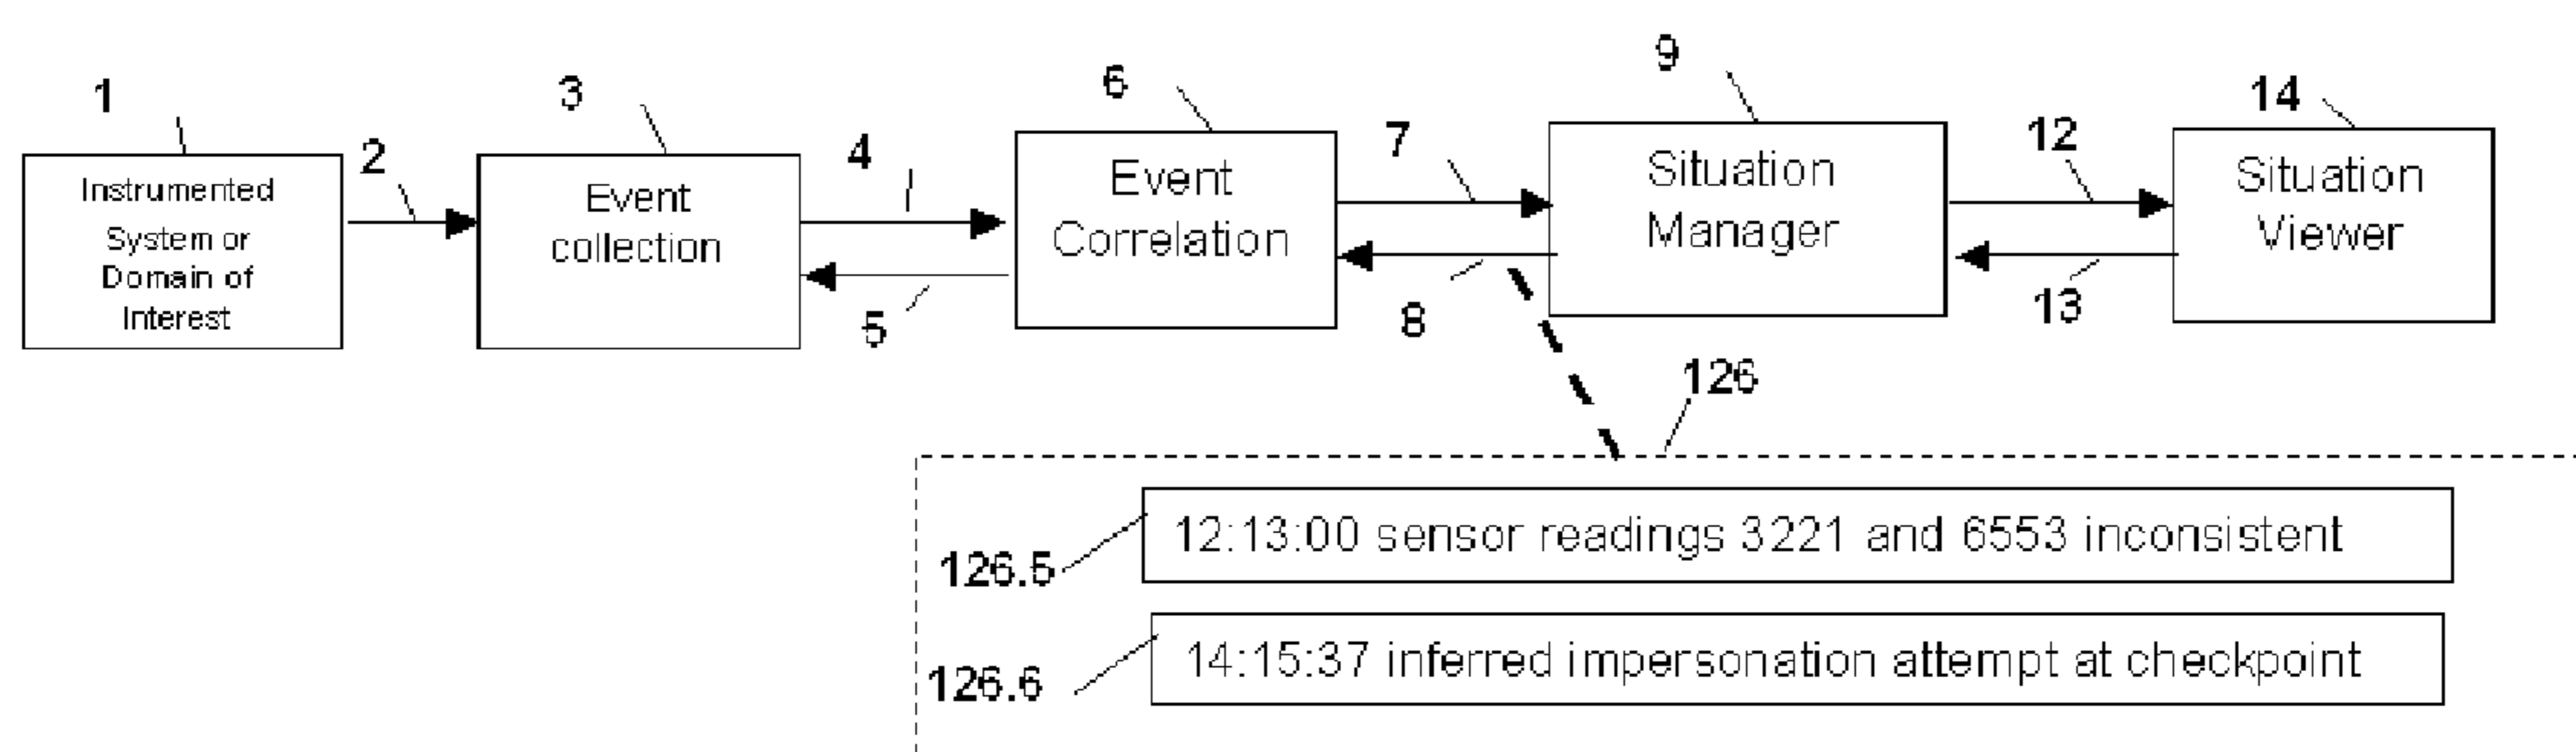 1
2
3
4
5
6
7
8
9
12
13
14
Instrumented
System or
Domain of
Interest
Event
collection
Event
Correlation
Situation
Manager
Situation
Viewer
126
126.5
12:13:00 sensor readings 3221 and 6553 inconsistent
126.6
14:15:37 inferred impersonation attempt at checkpoint